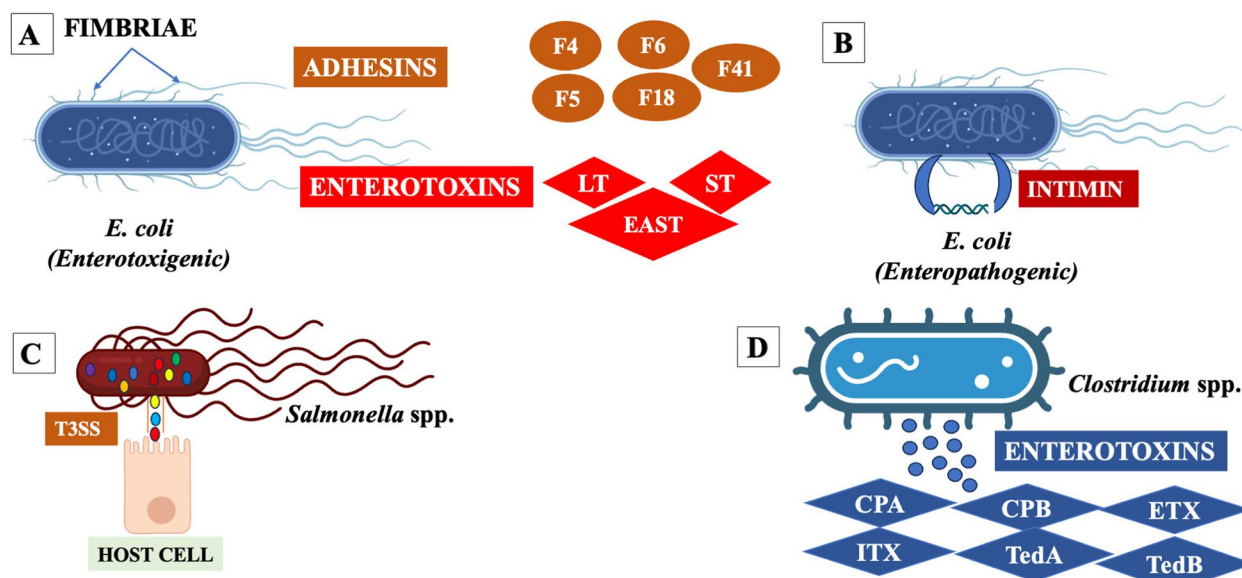 A
FIMBRIAE
ADHESINS
F4
F6
F41
F5
F18
ENTEROTOXINS
LT
ST
EAST
E. coli
(Enterotoxigenic)
B
INTIMIN
E. coli
(Enteropathogenic)
C
Salmonella spp.
T3SS
HOST CELL
D
Clostridium spp.
ENTEROTOXINS
CPA
CPB
ETX
ITX
TedA
TedB